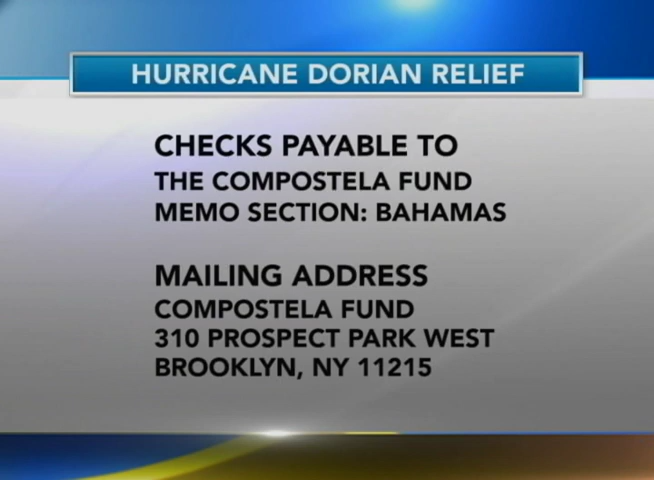 HURRICANE DORIAN RELIEF
CHECKS PAYABLE TO
THE COMPOSTELA FUND
MEMO SECTION: BAHAMAS
MAILING ADDRESS
COMPOSTELA FUND
310 PROSPECT PARK WEST
BROOKLYN, NY 11215